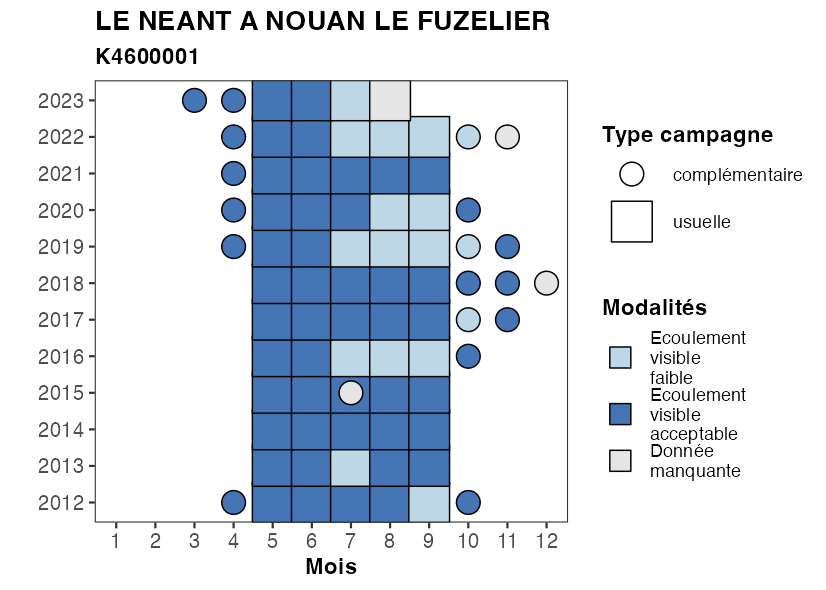 LE NEANT A NOUAN LE FUZELIER
K4600001
2023
2022
2021
2020
2019
2018
2017
2016
2015
2014
2013
2012
1 2 3 4 5 6 7 8 9 10 11 12
Mois
Type campagne
complémentaire
usuelle
Modalités
Ecoulement
visible
faible
Ecoulement
visible
acceptable
Donnée
manquante